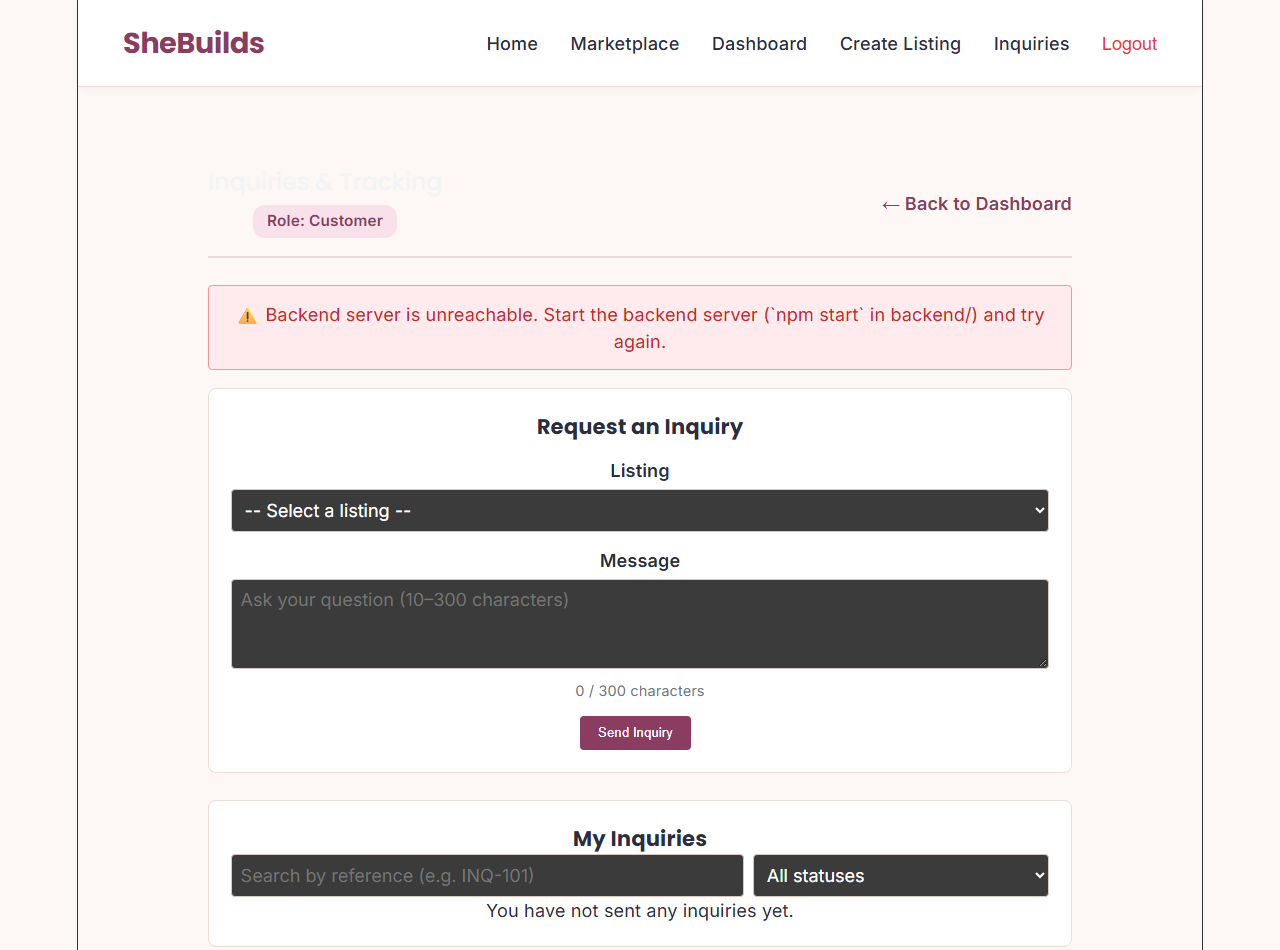 SheBuilds
Home Marketplace Dashboard Create Listing Inquiries Logout
Inquiries & Tracking
Role: Customer
← Back to Dashboard
⚠️ Backend server is unreachable. Start the backend server (`npm start` in backend/) and try
again.
Request an Inquiry
Listing
-- Select a listing --
Message
Ask your question (10–300 characters)
0 / 300 characters
Send Inquiry
My Inquiries
Search by reference (e.g. INQ-101) All statuses
You have not sent any inquiries yet.